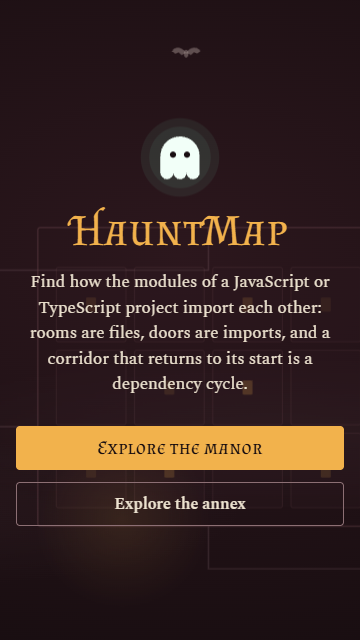 HauntMap
Find how the modules of a JavaScript or
TypeScript project import each other:
rooms are files, doors are imports, and a
corridor that returns to its start is a
dependency cycle.
Explore the manor
Explore the annex